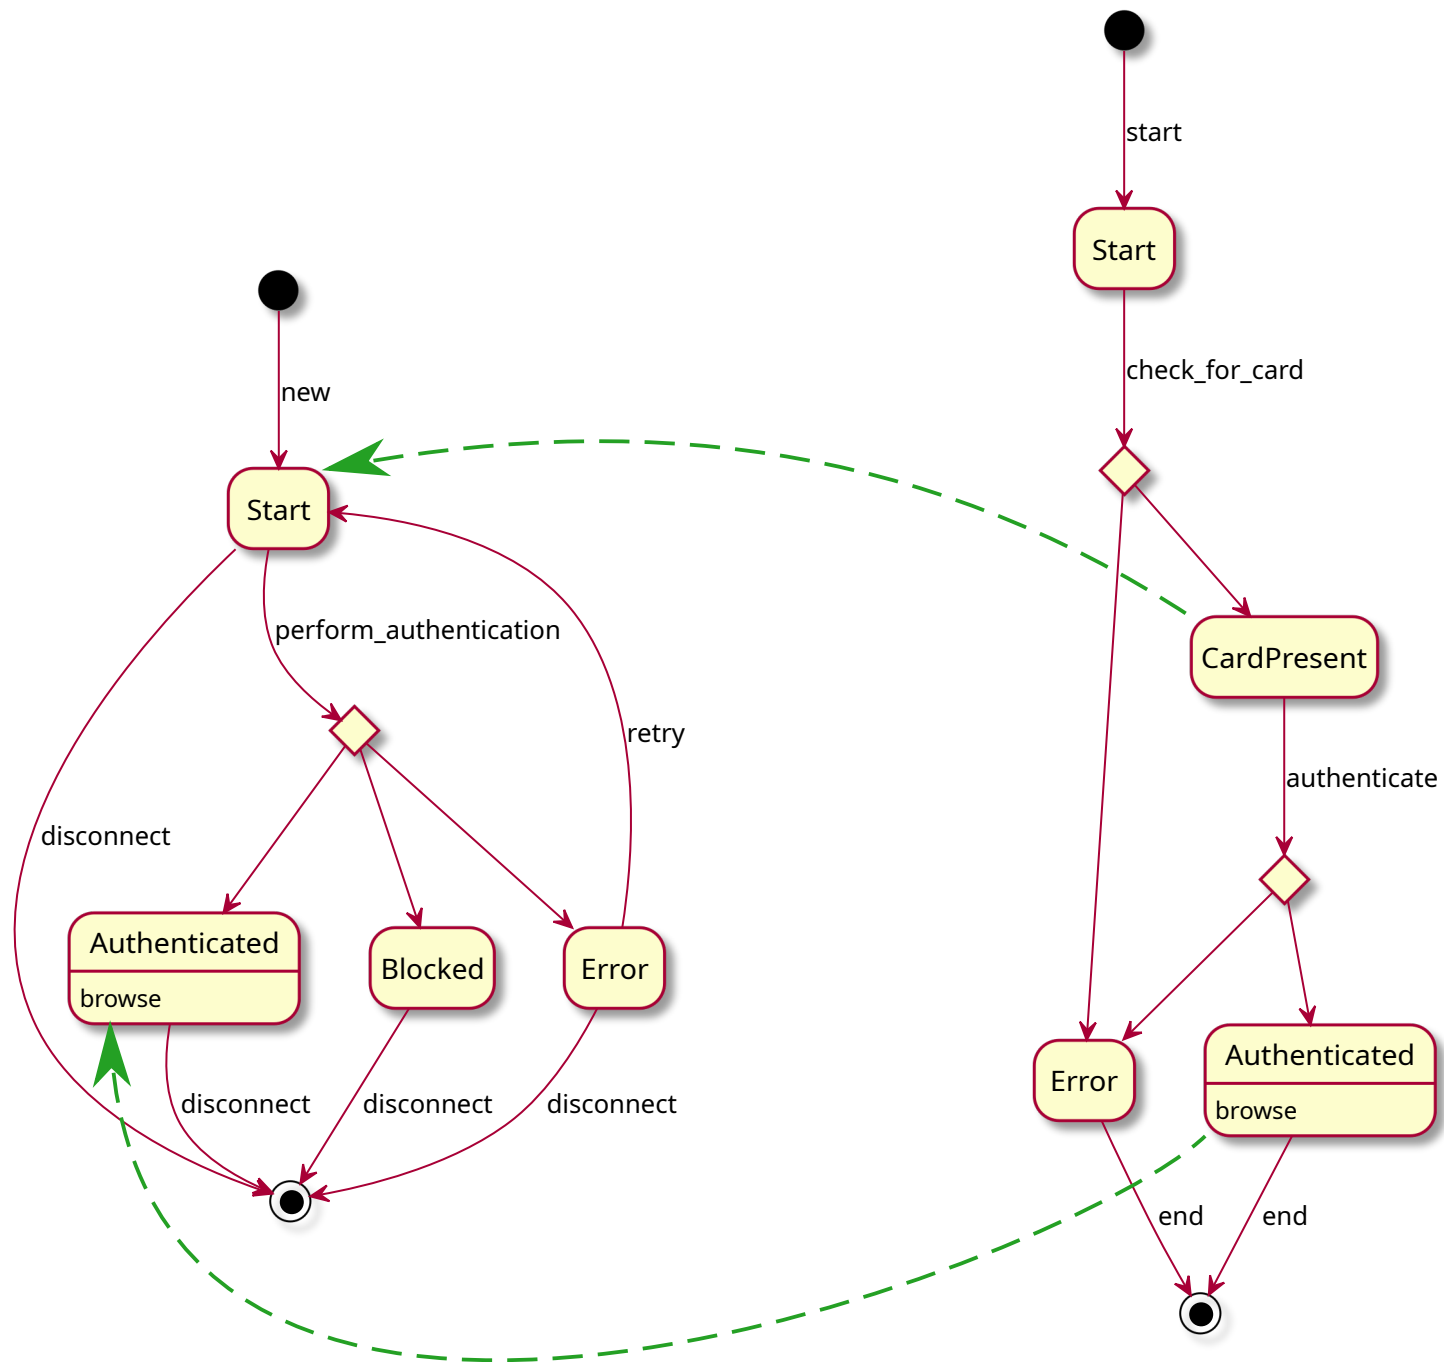 start
Start
check_for_card
new
Start
perform_authentication
CardPresent
retry
authenticate
disconnect
Authenticated
browse
Blocked
Error
Authenticated
browse
Error
disconnect
disconnect
disconnect
end
end